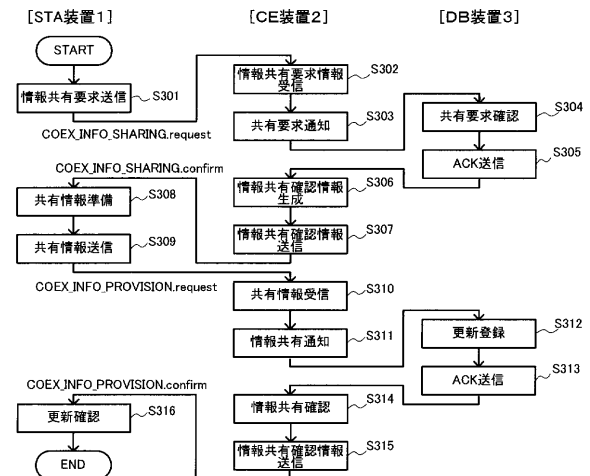 [STA装置1]
[CE装置2]
[DB装置3]
START
情報共有要求送信
S301
COEX_INFO_SHARING.request
情報共有要求情報
受信
S302
共有要求通知
S303
共有要求確認
S304
ACK送信
S305
COEX_INFO_SHARING.confirm
情報共有確認情報
生成
S306
情報共有確認情報
送信
S307
共有情報準備
S308
共有情報送信
S309
COEX_INFO_PROVISION.request
共有情報受信
S310
情報共有通知
S311
更新登録
S312
ACK送信
S313
COEX_INFO_PROVISION.confirm
情報共有確認
S314
情報共有確認情報
送信
S315
更新確認
S316
END